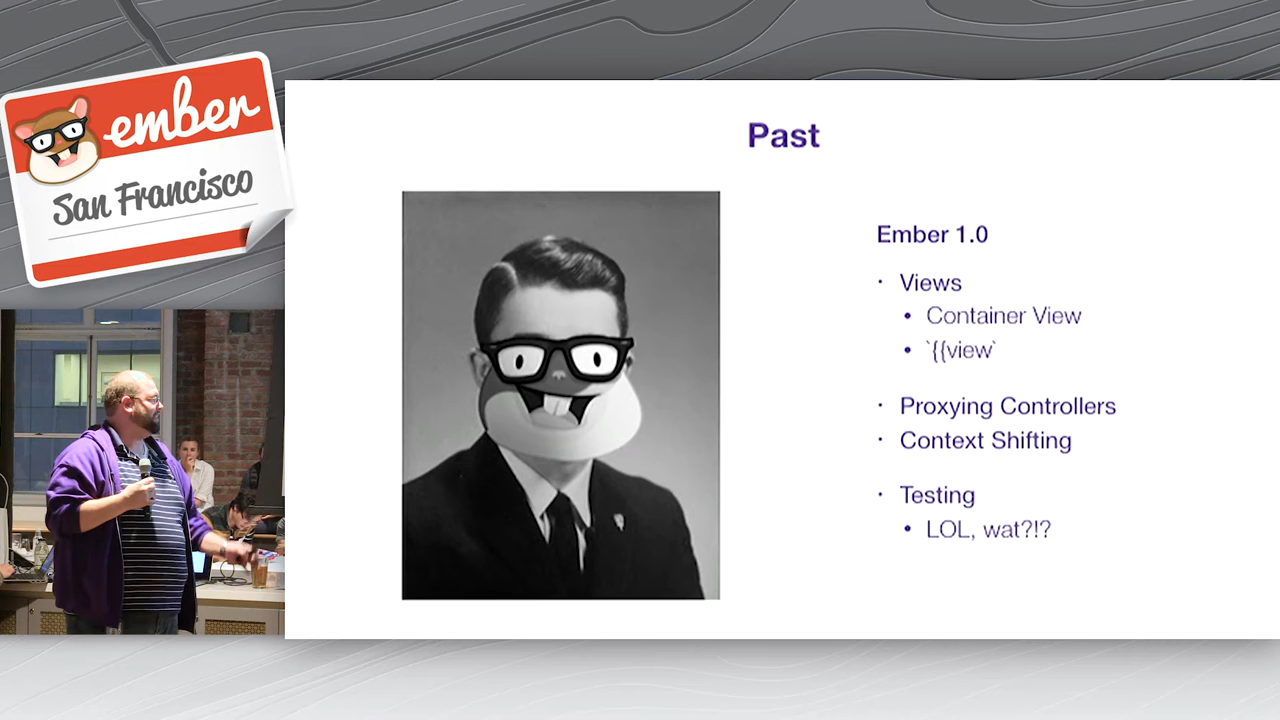 ember
San Francisco
Past
Ember 1.0
· Views
• Container View
• `{{view`
· Proxying Controllers
· Context Shifting
· Testing
• LOL, wat?!?